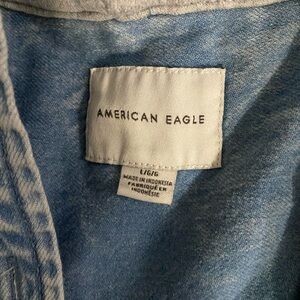 AMERICAN EAGLE
L/G/G
MADE IN INDONESIA
FABRIQUÉ EN
INDONÉSIE